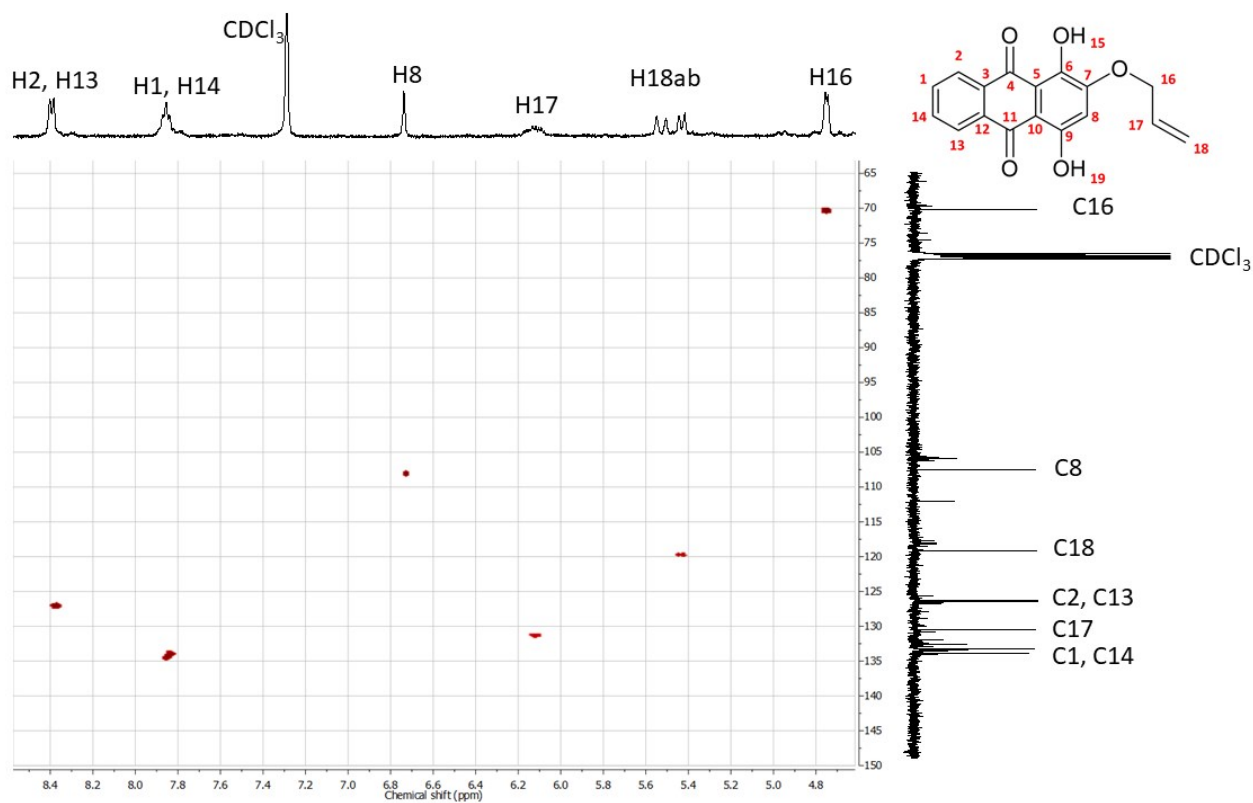 CDCl3
H2, H13
H1, H14
H8
H17
H18ab
H16
O
OH
15
2
1
3
4
5
6
7
O
16
14
12
11
10
9
8
17
18
13
O
OH
19
65
70
75
80
85
90
95
100
105
110
115
120
125
130
135
140
145
150
C16
CDCl3
C8
C18
C2, C13
C17
C1, C14
8.4
8.2
8.0
7.8
7.6
7.4
7.2
7.0
6.8
6.6
6.4
6.2
6.0
5.8
5.6
5.4
5.2
5.0
4.8
Chemical shift (ppm)